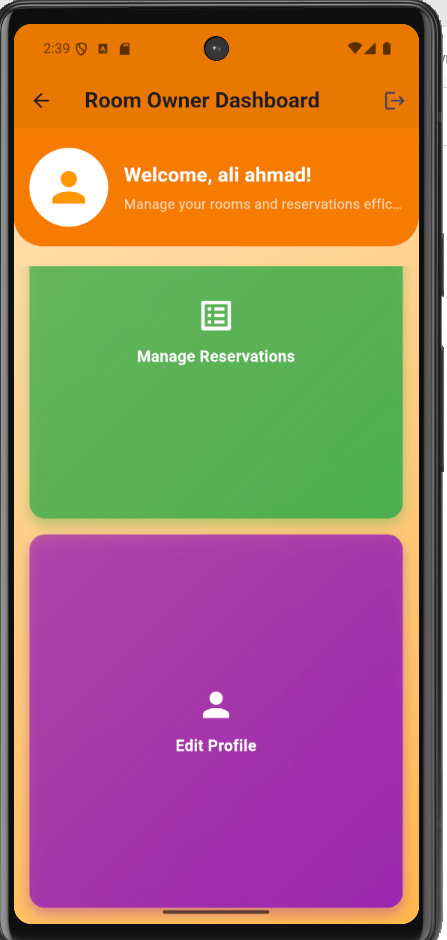 2:39
Room Owner Dashboard
Welcome, ali ahmad!
Manage your rooms and reservations effic...
Manage Reservations
Edit Profile